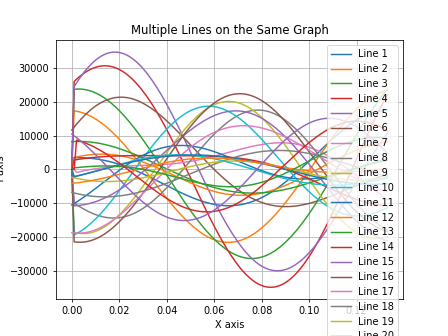 Multiple Lines on the Same Graph
30000
20000
10000
0
−10000
−20000
−30000
0.00
0.02
0.04
0.06
0.08
0.10
X axis
Line 1
Line 2
Line 3
Line 4
Line 5
Line 6
Line 7
Line 8
Line 9
Line 10
Line 11
Line 12
Line 13
Line 14
Line 15
Line 16
Line 17
Line 18
Line 19
Line 20